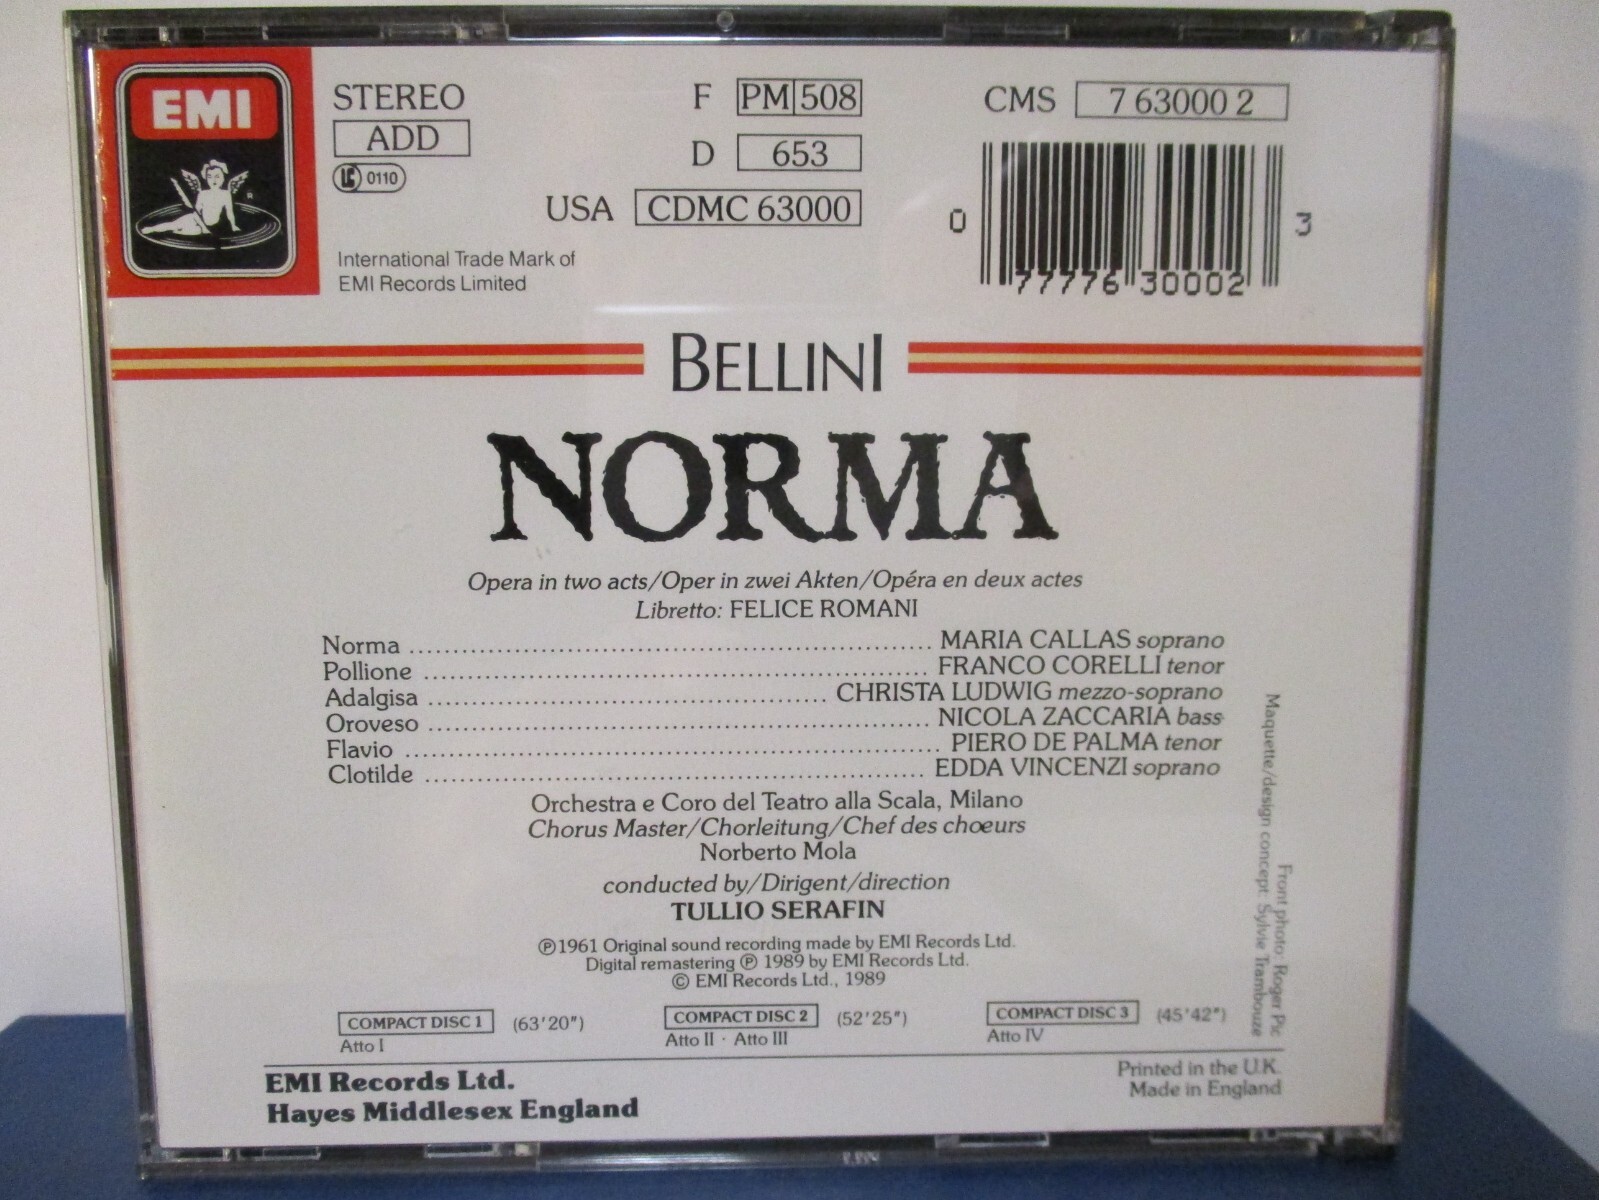 EMI
STEREO
ADD
LC 0110
International Trade Mark of
EMI Records Limited
F PM 508
D 653
USA CDMC 63000
CMS 7 63000 2
0 77776 30002 3
BELLINI
NORMA
Opera in two acts/Oper in zwei Akten/Opéra en deux actes
Libretto: FELICE ROMANI
Norma ........ MARIA CALLAS soprano
Pollione ........ FRANCO CORELLI tenor
Adalgisa ........ CHRISTA LUDWIG mezzo-soprano
Oroveso ........ NICOLA ZACCARIA bass
Flavio ........ PIERO DE PALMA tenor
Clotilde ........ EDDA VINCENZI soprano
Orchestra e Coro del Teatro alla Scala, Milano
Chorus Master/Chorleitung/Chef des chœurs
Norberto Mola
conducted by/Dirigent/direction
TULLIO SERAFIN
℗1961 Original sound recording made by EMI Records Ltd.
Digital remastering ℗ 1989 by EMI Records Ltd.
© EMI Records Ltd., 1989
COMPACT DISC 1 (63'20")
Atto I
COMPACT DISC 2 (52'25")
Atto II · Atto III
COMPACT DISC 3 (45'42")
Atto IV
Front photo: Roger Pic
Maquette/design concept: Sylvie Trambouze
EMI Records Ltd.
Hayes Middlesex England
Printed in the U.K.
Made in England